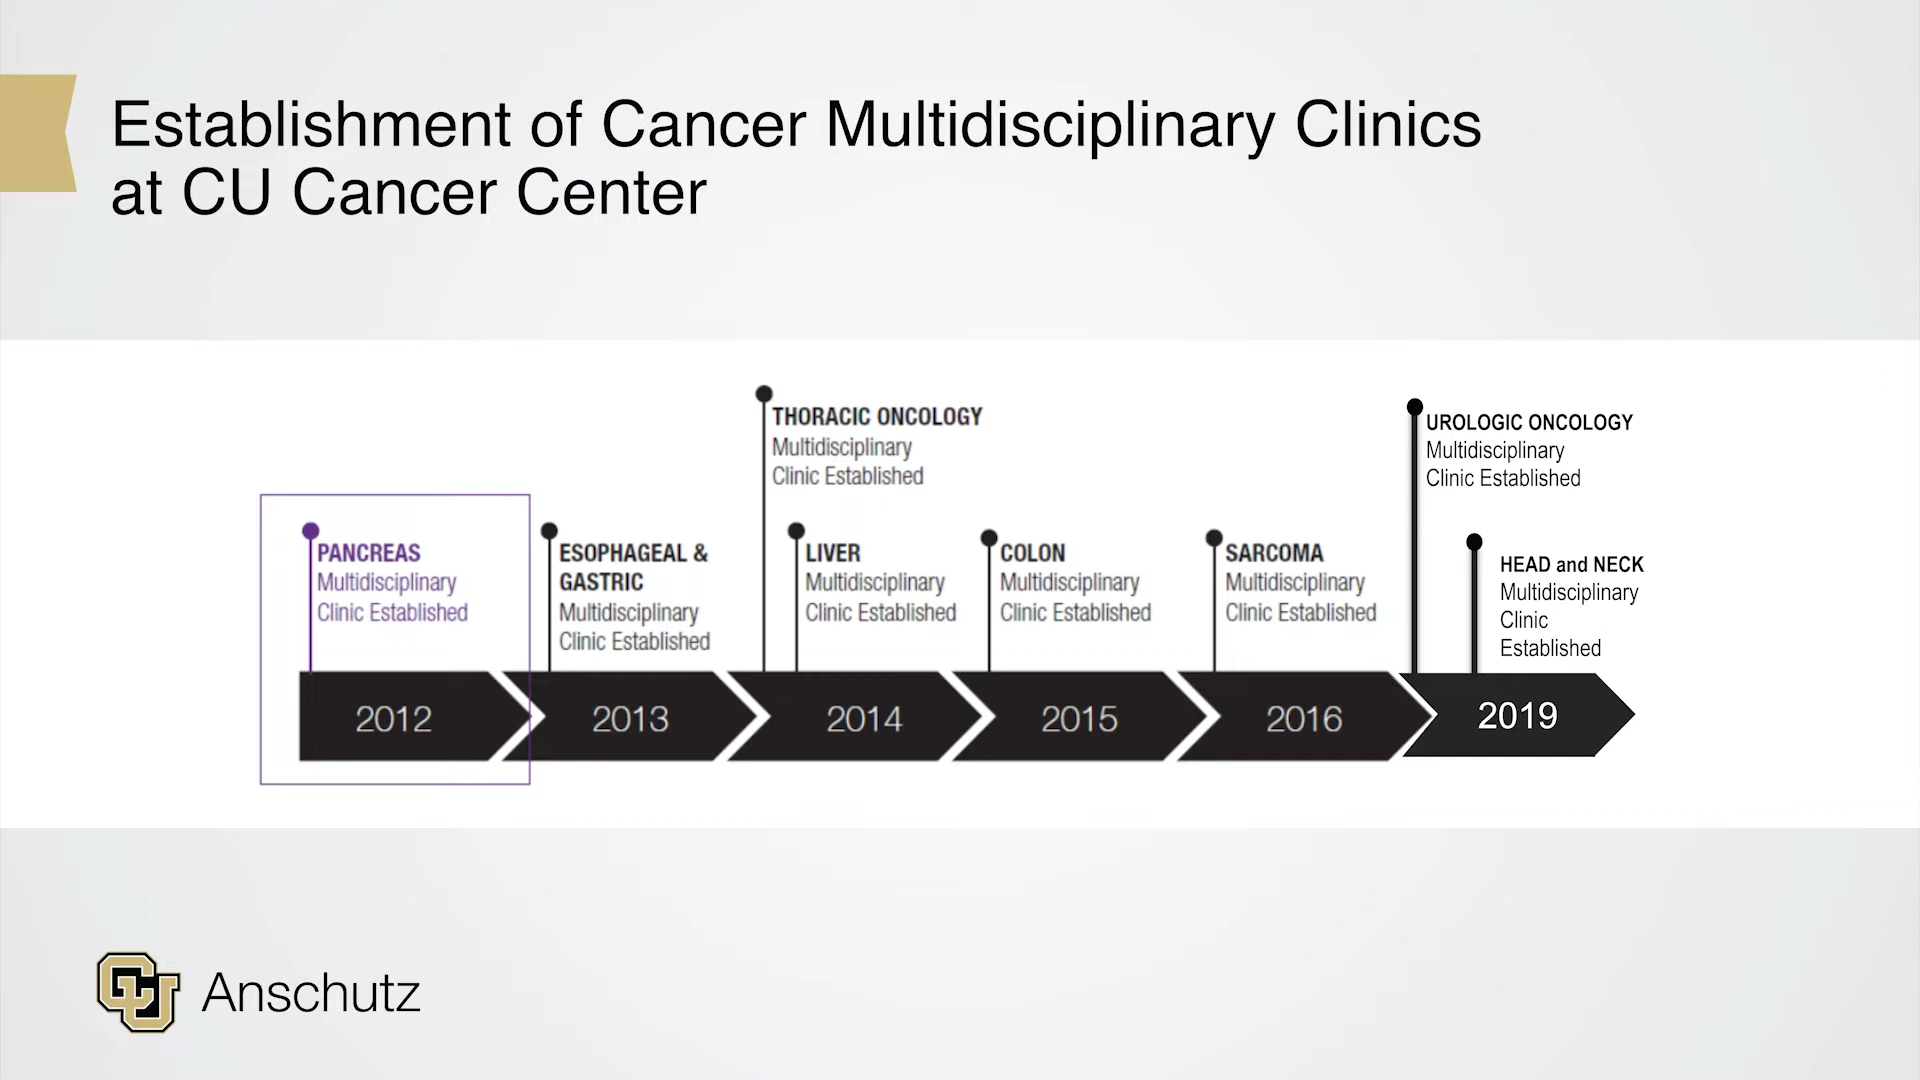 Establishment of Cancer Multidisciplinary Clinics
at CU Cancer Center
PANCREAS
Multidisciplinary
Clinic Established
ESOPHAGEAL &
GASTRIC
Multidisciplinary
Clinic Established
THORACIC ONCOLOGY
Multidisciplinary
Clinic Established
LIVER
Multidisciplinary
Clinic Established
COLON
Multidisciplinary
Clinic Established
SARCOMA
Multidisciplinary
Clinic Established
UROLOGIC ONCOLOGY
Multidisciplinary
Clinic Established
HEAD and NECK
Multidisciplinary
Clinic
Established
2012
2013
2014
2015
2016
2019
CU
Anschutz